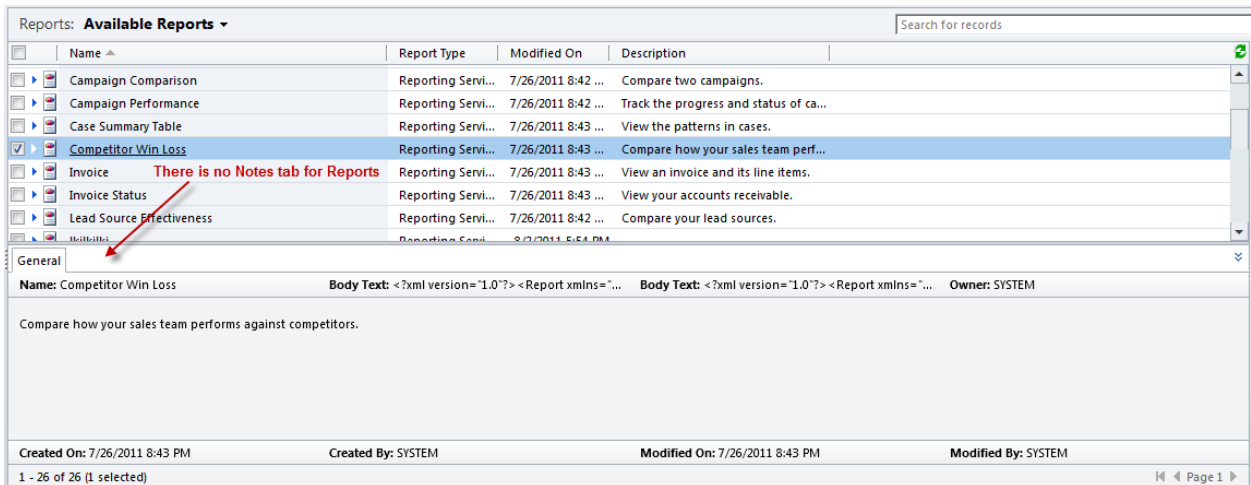 Reports: Available Reports
Search for records
Name Report Type Modified On Description
Campaign Comparison Reporting Servi... 7/26/2011 8:42 ... Compare two campaigns.
Campaign Performance Reporting Servi... 7/26/2011 8:42 ... Track the progress and status of ca...
Case Summary Table Reporting Servi... 7/26/2011 8:43 ... View the patterns in cases.
Competitor Win Loss Reporting Servi... 7/26/2011 8:43 ... Compare how your sales team perf...
Invoice There is no Notes tab for Reports Reporting Servi... 7/26/2011 8:43 ... View an invoice and its line items.
Invoice Status Reporting Servi... 7/26/2011 8:43 ... View your accounts receivable.
Lead Source Effectiveness Reporting Servi... 7/26/2011 8:42 ... Compare your lead sources.
Reporting Servi... 8/2/2011 5:54 PM
General
Name: Competitor Win Loss Body Text: <?xml version="1.0"?> <Report xmlns="... Body Text: <?xml version="1.0"?> <Report xmlns="... Owner: SYSTEM
Compare how your sales team performs against competitors.
Created On: 7/26/2011 8:43 PM Created By: SYSTEM Modified On: 7/26/2011 8:43 PM Modified By: SYSTEM
1 - 26 of 26 (1 selected) Page 1